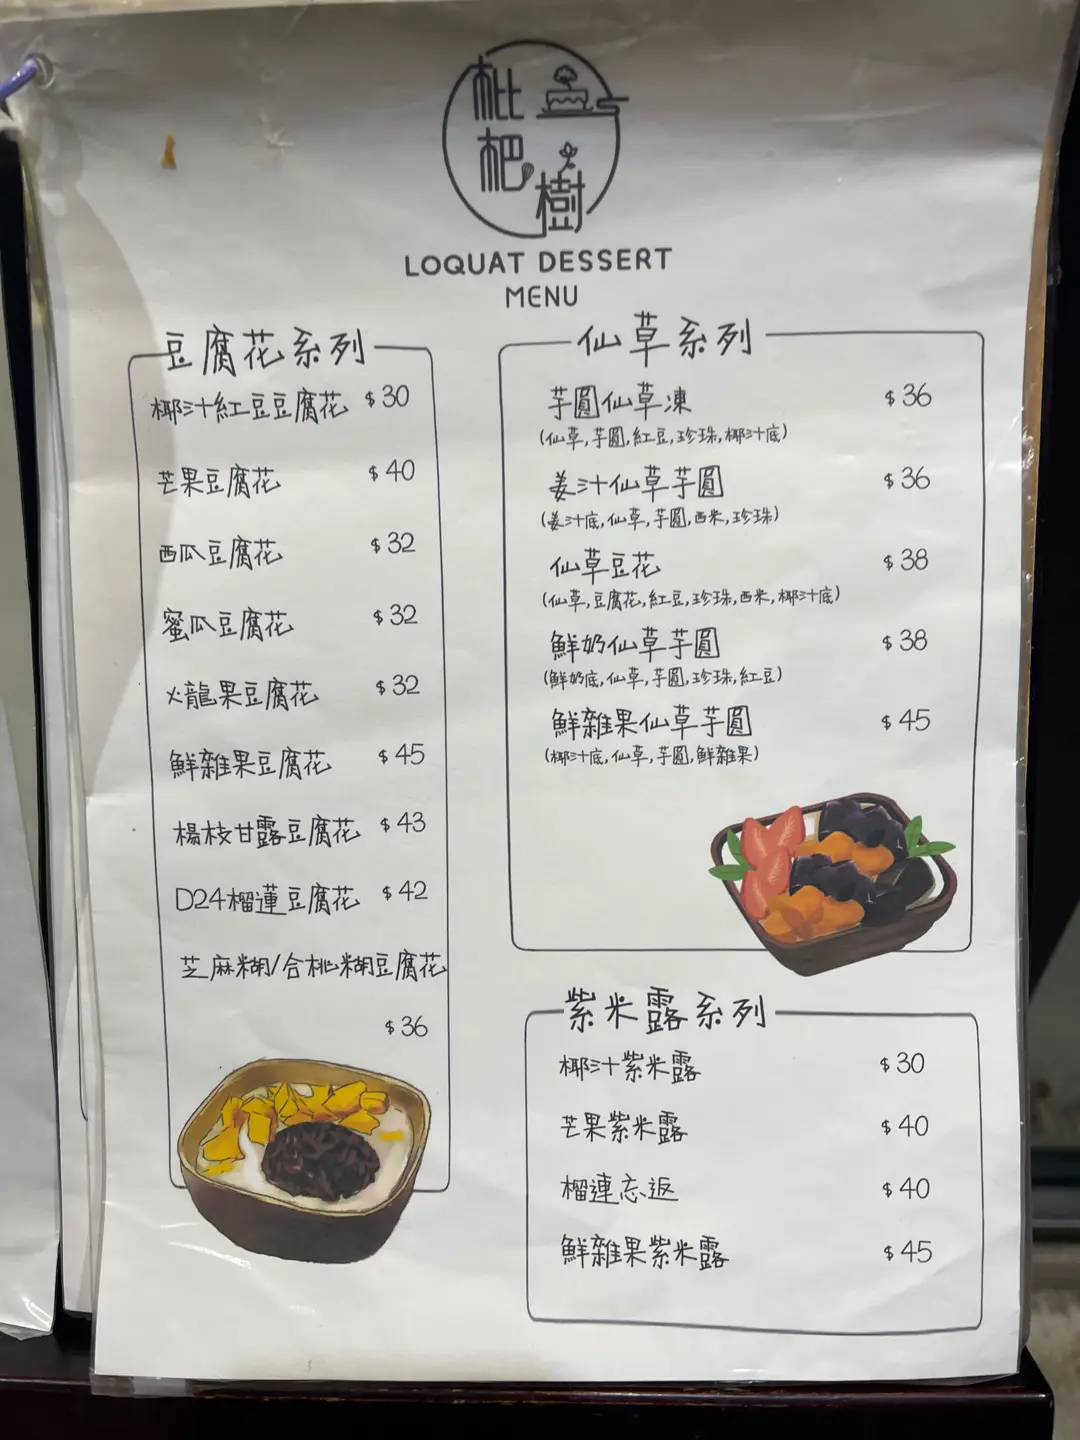 枇杷樹
LOQUAT DESSERT
MENU
豆腐花系列
椰汁紅豆豆腐花 $30
芒果豆腐花 $40
西瓜豆腐花 $32
蜜瓜豆腐花 $32
火龍果豆腐花 $32
鮮雜果豆腐花 $45
楊枝甘露豆腐花 $43
D24榴蓮豆腐花 $42
芝麻糊/合桃糊豆腐花
$36
仙草系列
芋圓仙草凍 $36
(仙草,芋圓,紅豆,珍珠,椰汁底)
姜汁仙草芋圓 $36
(姜汁底,仙草,芋圓,西米,珍珠)
仙草豆花 $38
(仙草,豆腐花,紅豆,珍珠,西米,椰汁底)
鮮奶仙草芋圓 $38
(鮮奶底,仙草,芋圓,珍珠,紅豆)
鮮雜果仙草芋圓 $45
(椰汁底,仙草,芋圓,鮮雜果)
紫米露系列
椰汁紫米露 $30
芒果紫米露 $40
榴連忘返 $40
鮮雜果紫米露 $45